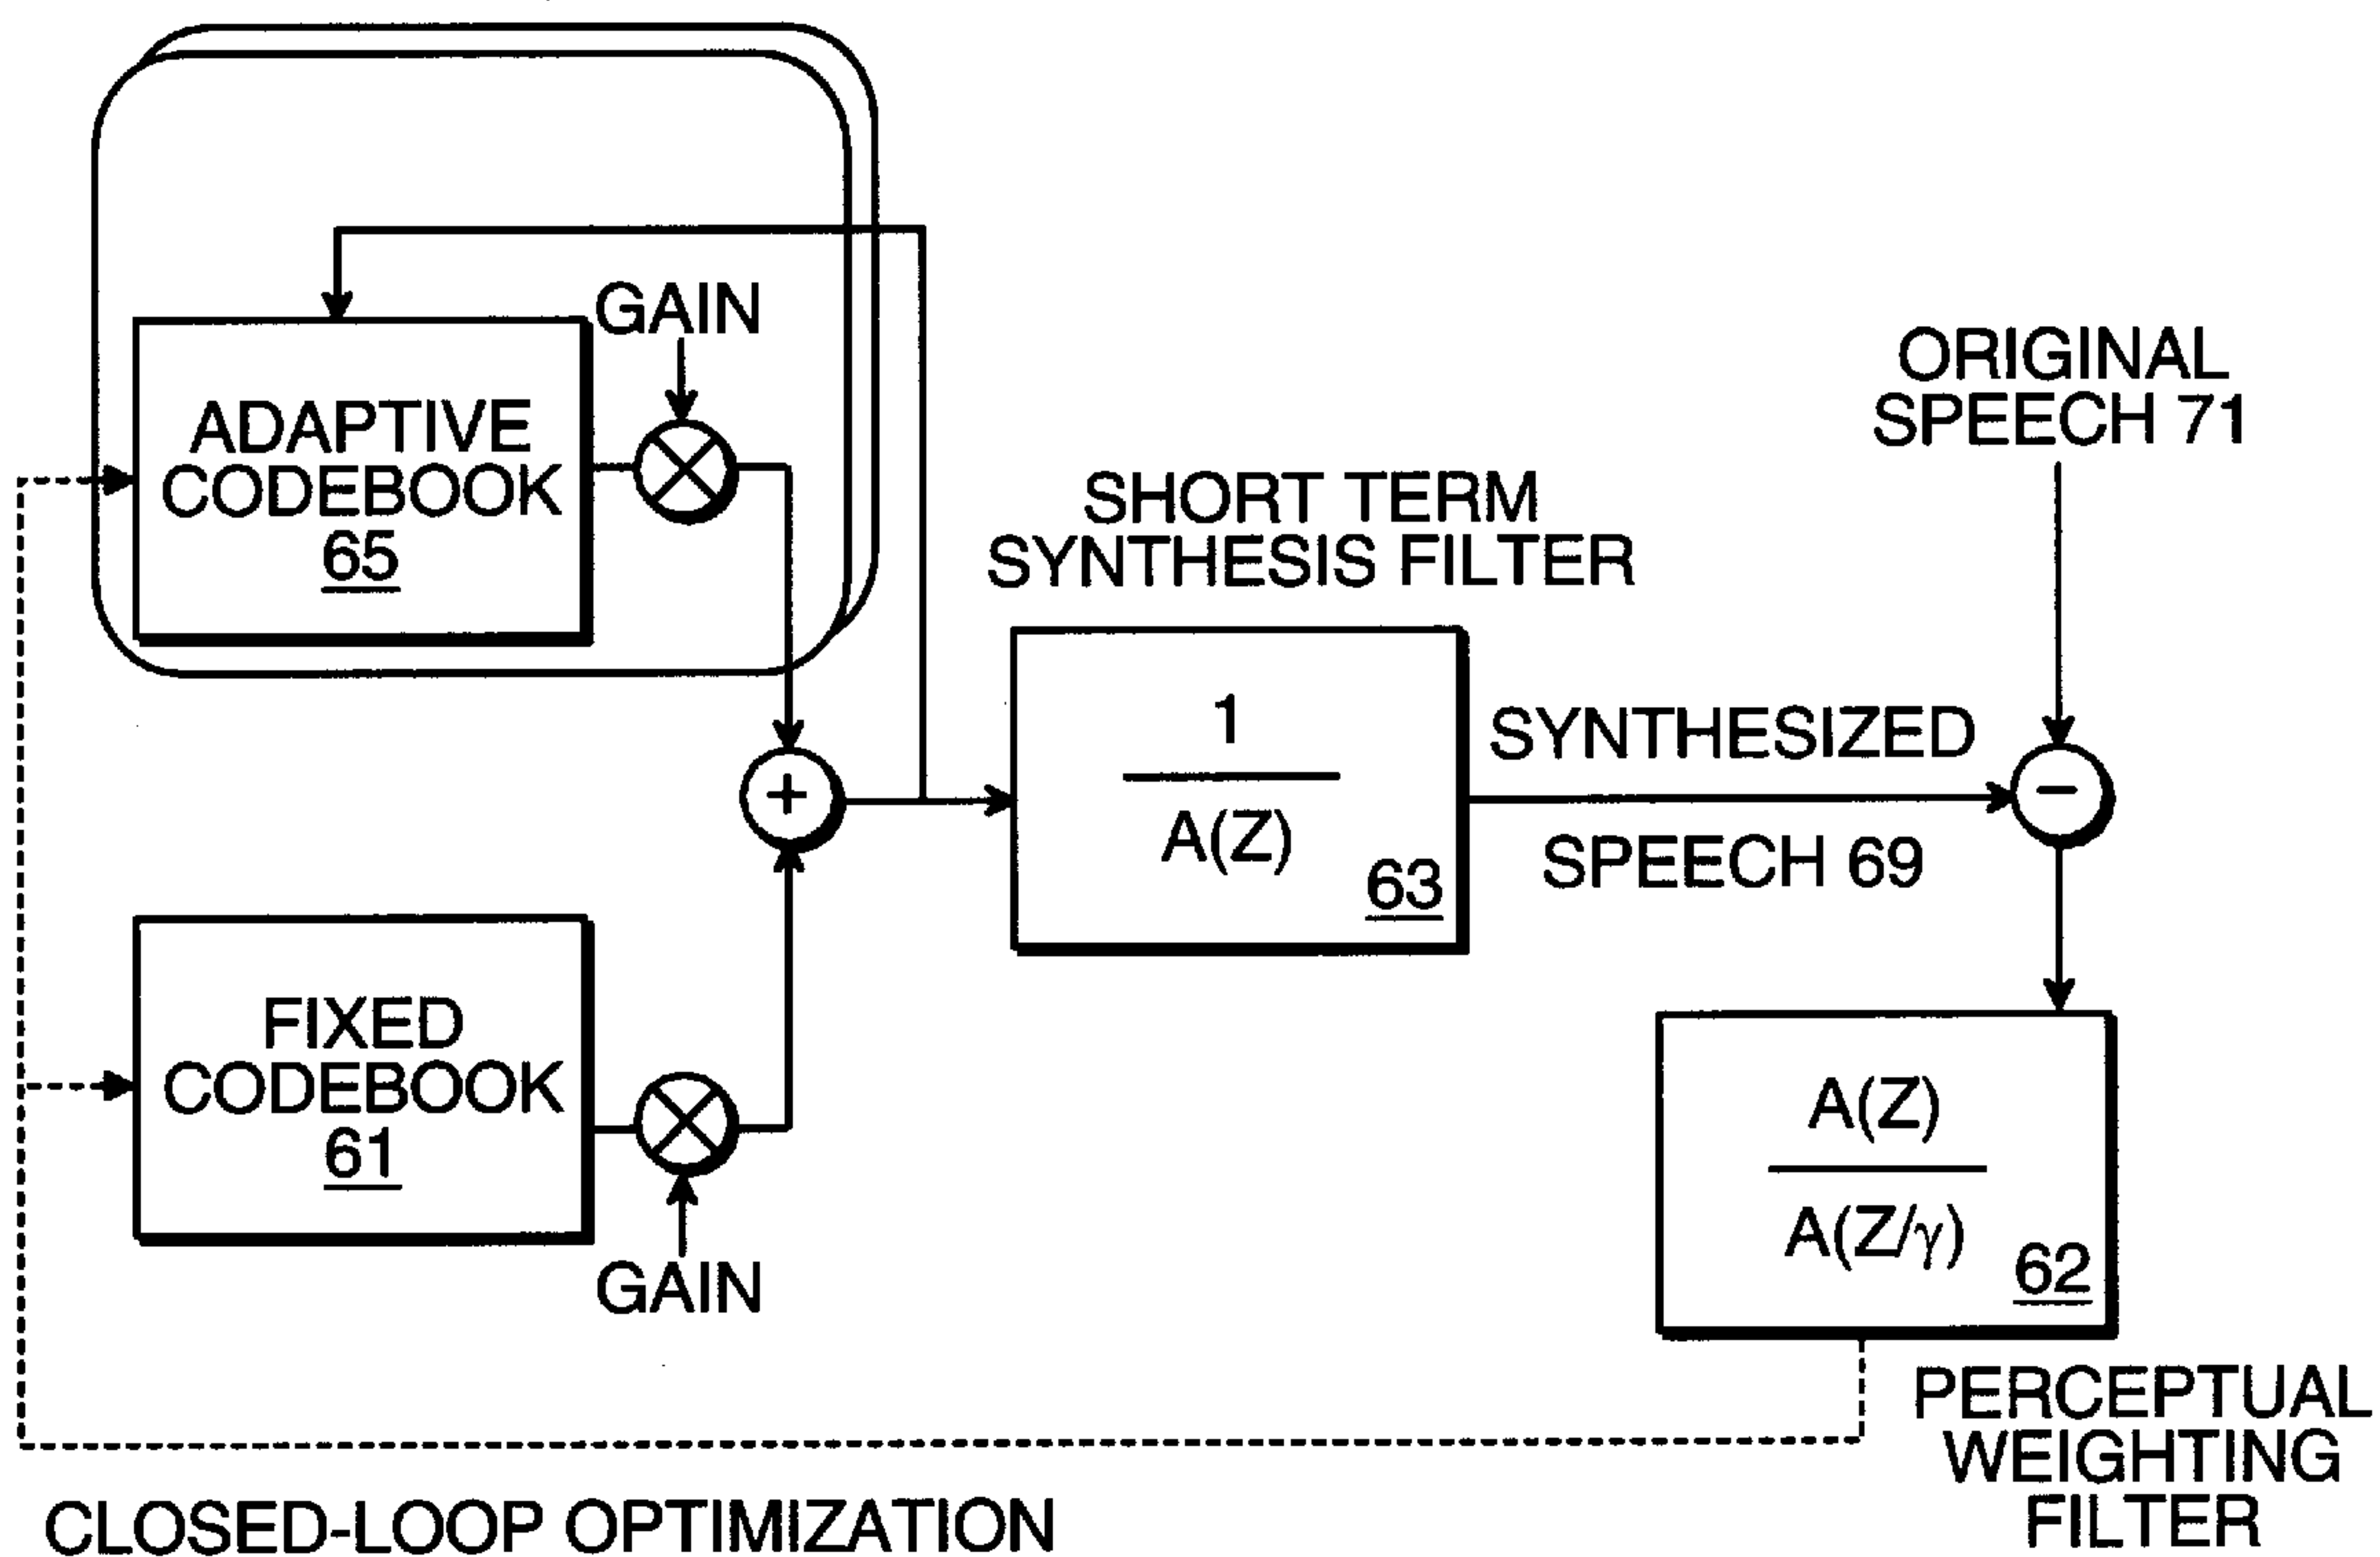 GAIN
ADAPTIVE
CODEBOOK
65
ORIGINAL
SPEECH 71
SHORT TERM
SYNTHESIS FILTER
+
1
A(Z)
63
SYNTHESIZED
SPEECH 69
−
FIXED
CODEBOOK
61
GAIN
A(Z)
A(Z/γ)
62
PERCEPTUAL
WEIGHTING
FILTER
CLOSED-LOOP OPTIMIZATION